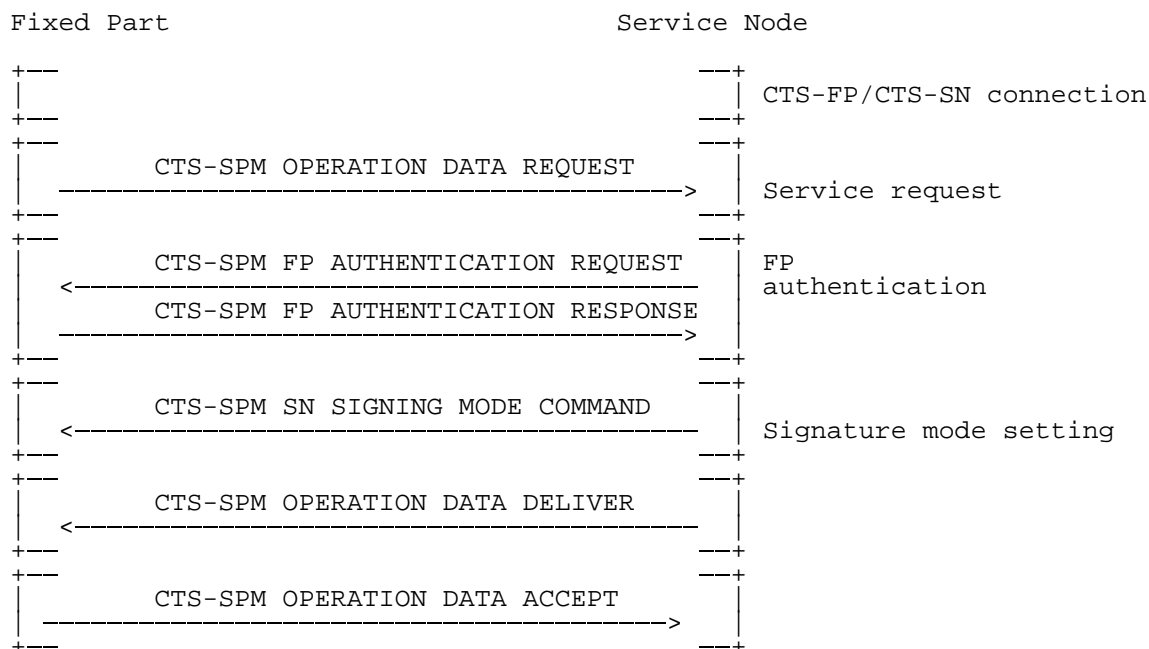 Fixed Part Service Node
CTS-FP/CTS-SN connection
CTS-SPM OPERATION DATA REQUEST
Service request
CTS-SPM FP AUTHENTICATION REQUEST FP
authentication
CTS-SPM FP AUTHENTICATION RESPONSE
CTS-SPM SN SIGNING MODE COMMAND
Signature mode setting
CTS-SPM OPERATION DATA DELIVER
CTS-SPM OPERATION DATA ACCEPT